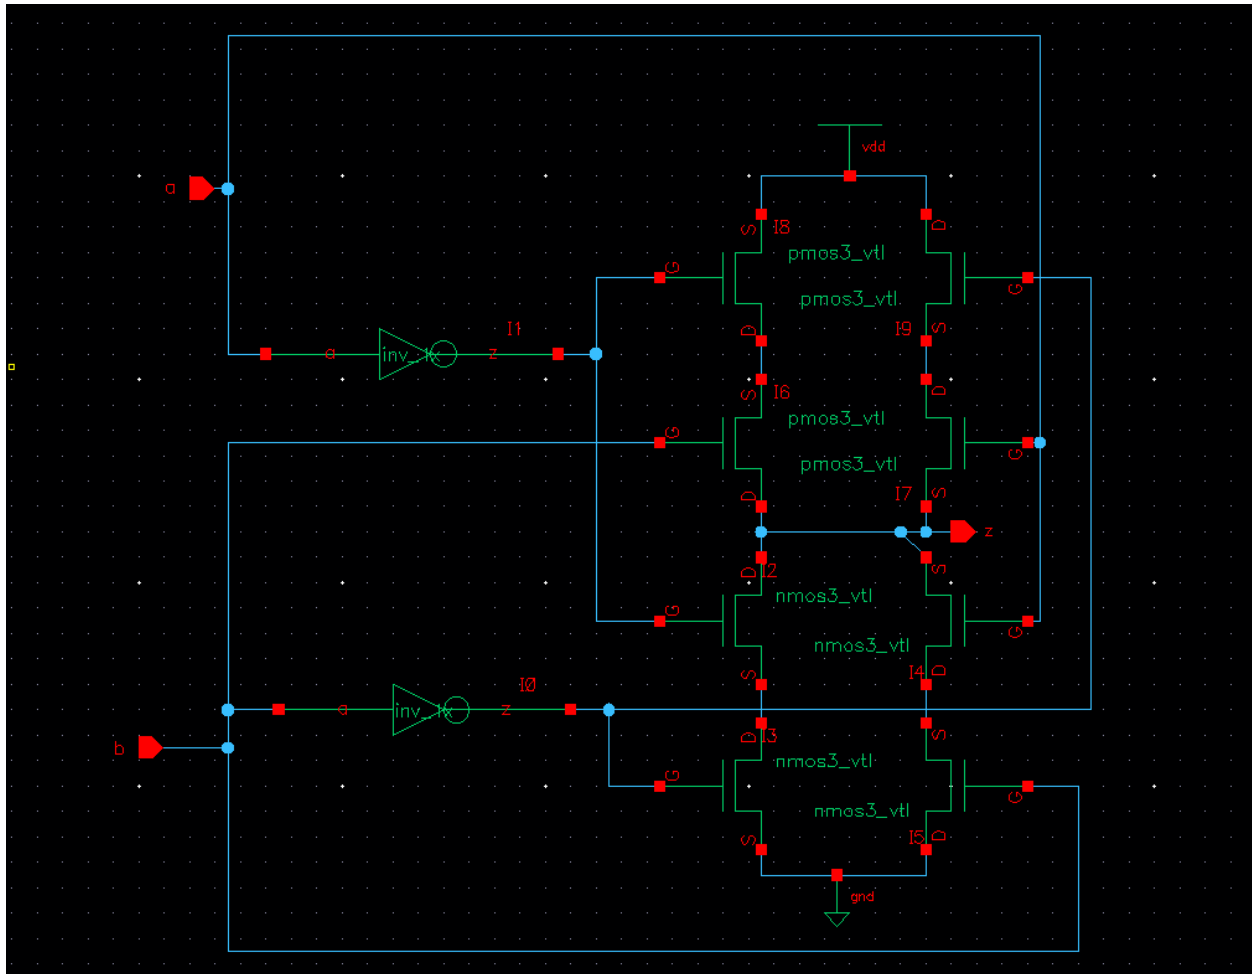 vdd
a
S I8 D
pmos3_vtl
G G
pmos3_vtl
I1 D I9 S
a inv_1x z
S I6 D
pmos3_vtl
G G
pmos3_vtl
D I7 S
z
D I2 S
nmos3_vtl
G G
nmos3_vtl
S I4 D
I0
a inv_1x z
b D I3 S
nmos3_vtl
G G
nmos3_vtl
S I5 D
gnd